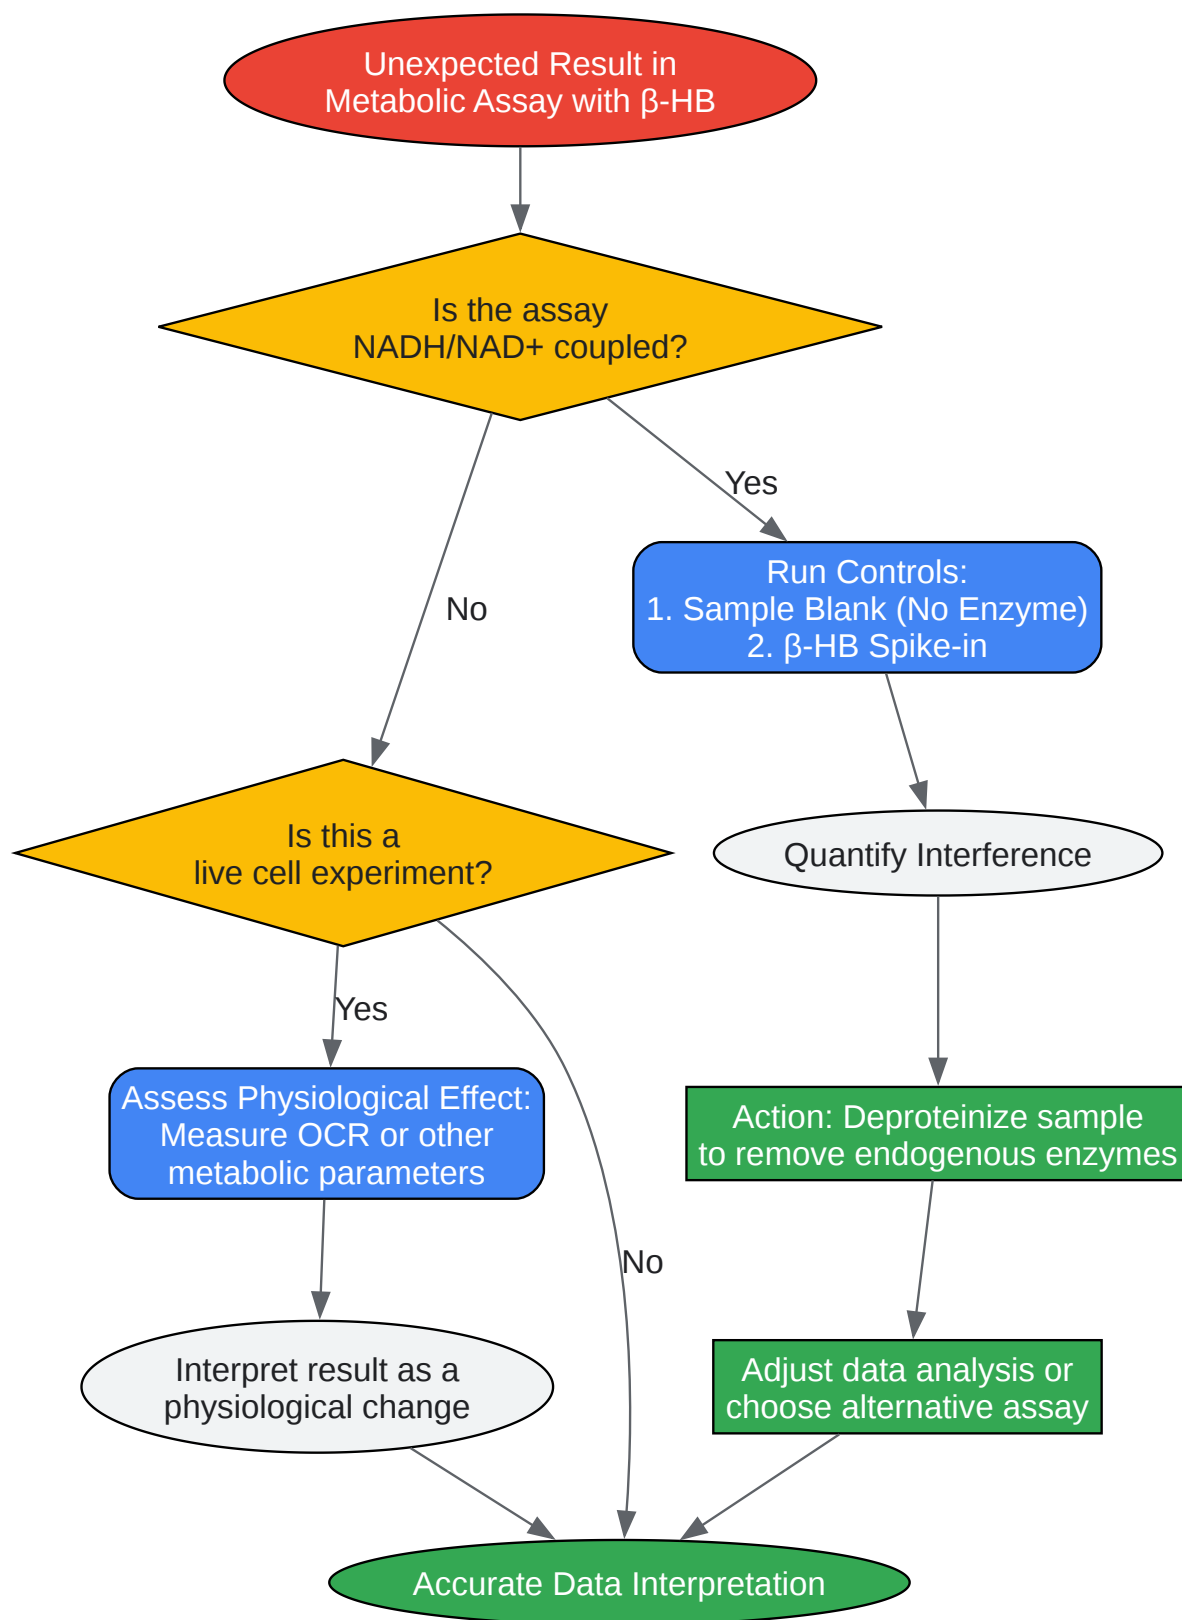 Unexpected Result in
Metabolic Assay with β-HB
Is the assay
NADH/NAD+ coupled?
Yes
No
Run Controls:
1. Sample Blank (No Enzyme)
2. β-HB Spike-in
Is this a
live cell experiment?
Quantify Interference
Yes
Assess Physiological Effect:
Measure OCR or other
metabolic parameters
Action: Deproteinize sample
to remove endogenous enzymes
No
Interpret result as a
physiological change
Adjust data analysis or
choose alternative assay
Accurate Data Interpretation